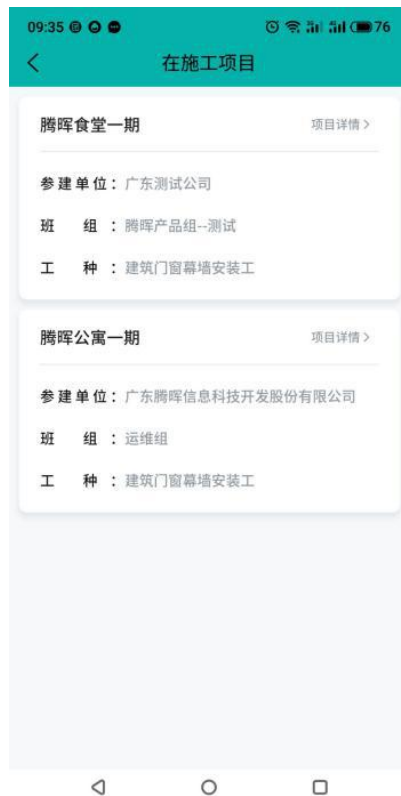 09:35 76
在施工项目
腾晖食堂一期 项目详情>
参建单位：广东测试公司
班 组：腾晖产品组--测试
工 种：建筑门窗幕墙安装工
腾晖公寓一期 项目详情>
参建单位：广东腾晖信息科技开发股份有限公司
班 组：运维组
工 种：建筑门窗幕墙安装工